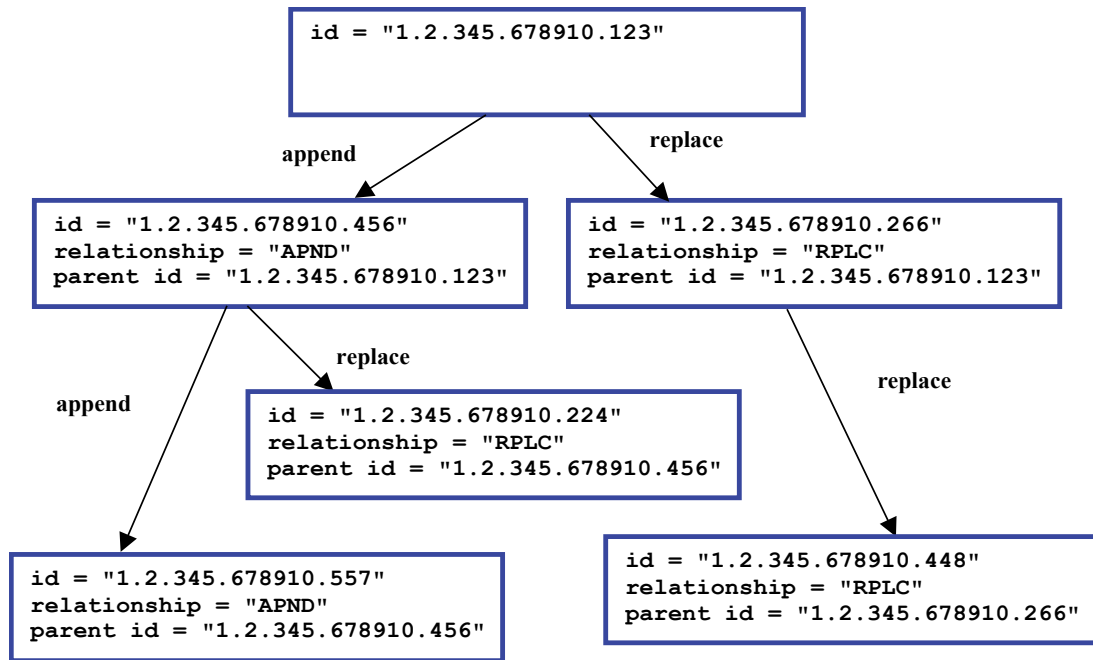 id = "1.2.345.678910.123"
append
replace
id = "1.2.345.678910.456"
relationship = "APND"
parent id = "1.2.345.678910.123"
id = "1.2.345.678910.266"
relationship = "RPLC"
parent id = "1.2.345.678910.123"
append
replace
replace
id = "1.2.345.678910.224"
relationship = "RPLC"
parent id = "1.2.345.678910.456"
id = "1.2.345.678910.557"
relationship = "APND"
parent id = "1.2.345.678910.456"
id = "1.2.345.678910.448"
relationship = "RPLC"
parent id = "1.2.345.678910.266"